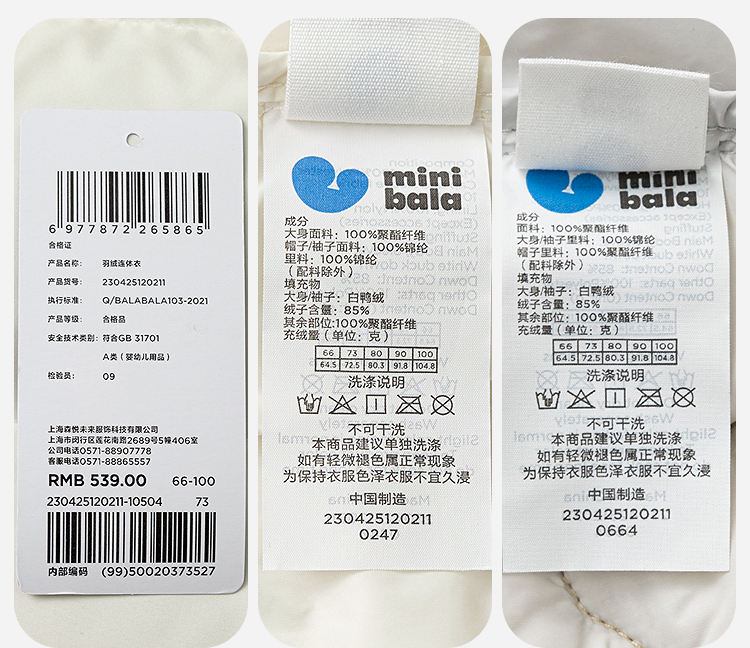 6 977872 265865
合格证
产品名称: 羽绒连体衣
产品货号: 230425120211
执行标准: Q/BALABALA103-2021
产品等级: 合格品
安全技术类别: 符合GB 31701
A类（婴幼儿用品）
检验员: 09
上海森悦未来服饰科技有限公司
上海市闵行区莲花南路2689号5幢406室
公司电话0571-88907778
客服电话0571-88865557
RMB 539.00 66-100
230425120211-10504 73
内部编码 (99)50020373527
mini
bala
成分
大身面料: 100%聚酯纤维
帽子/袖子面料: 100%锦纶
里料: 100%锦纶
（配料除外）
填充物
大身/袖子: 白鸭绒
绒子含量: 85%
其余部位:100%聚酯纤维
充绒量（单位: 克）
66 73 80 90 100
64.5 72.5 80.3 91.8 104.8
洗涤说明
不可干洗
本商品建议单独洗涤
如有轻微褪色属正常现象
为保持衣服色泽衣服不宜久浸
中国制造
230425120211
0247
mini
bala
成分
面料: 100%聚酯纤维
大身/袖子里料: 100%锦纶
帽子里料: 100%聚酯纤维
（配料除外）
填充物
大身/袖子: 白鸭绒
绒子含量: 85%
其余部位: 100%聚酯纤维
充绒量（单位: 克）
66 73 80 90 100
64.5 72.5 80.3 91.8 104.8
洗涤说明
不可干洗
本商品建议单独洗涤
如有轻微褪色属正常现象
为保持衣服色泽衣服不宜久浸
中国制造
230425120211
0664